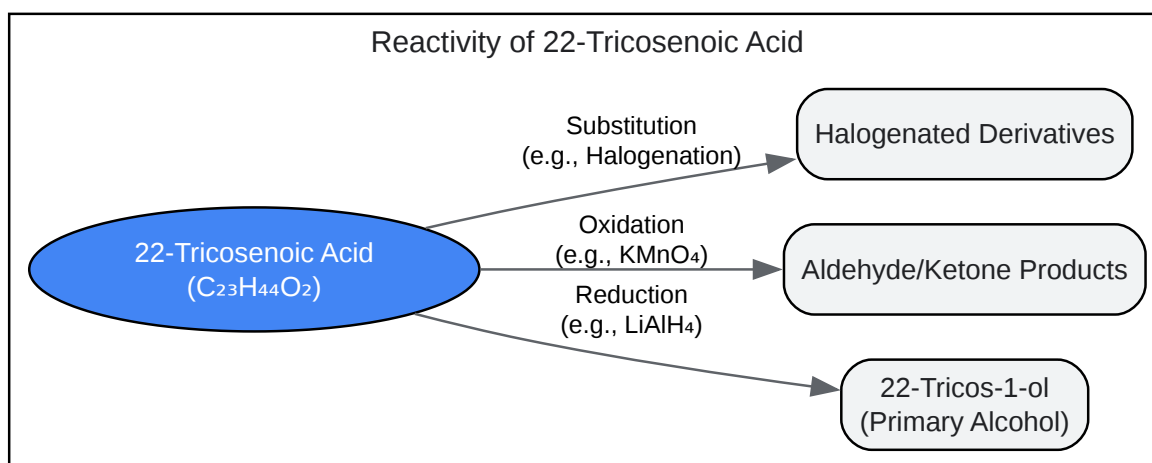 Reactivity of 22-Tricosenoic Acid
Substitution
(e.g., Halogenation)
Halogenated Derivatives
22-Tricosenoic Acid
(C₂₃H₄₄O₂)
Oxidation
(e.g., KMnO₄)
Aldehyde/Ketone Products
Reduction
(e.g., LiAlH₄)
22-Tricos-1-ol
(Primary Alcohol)